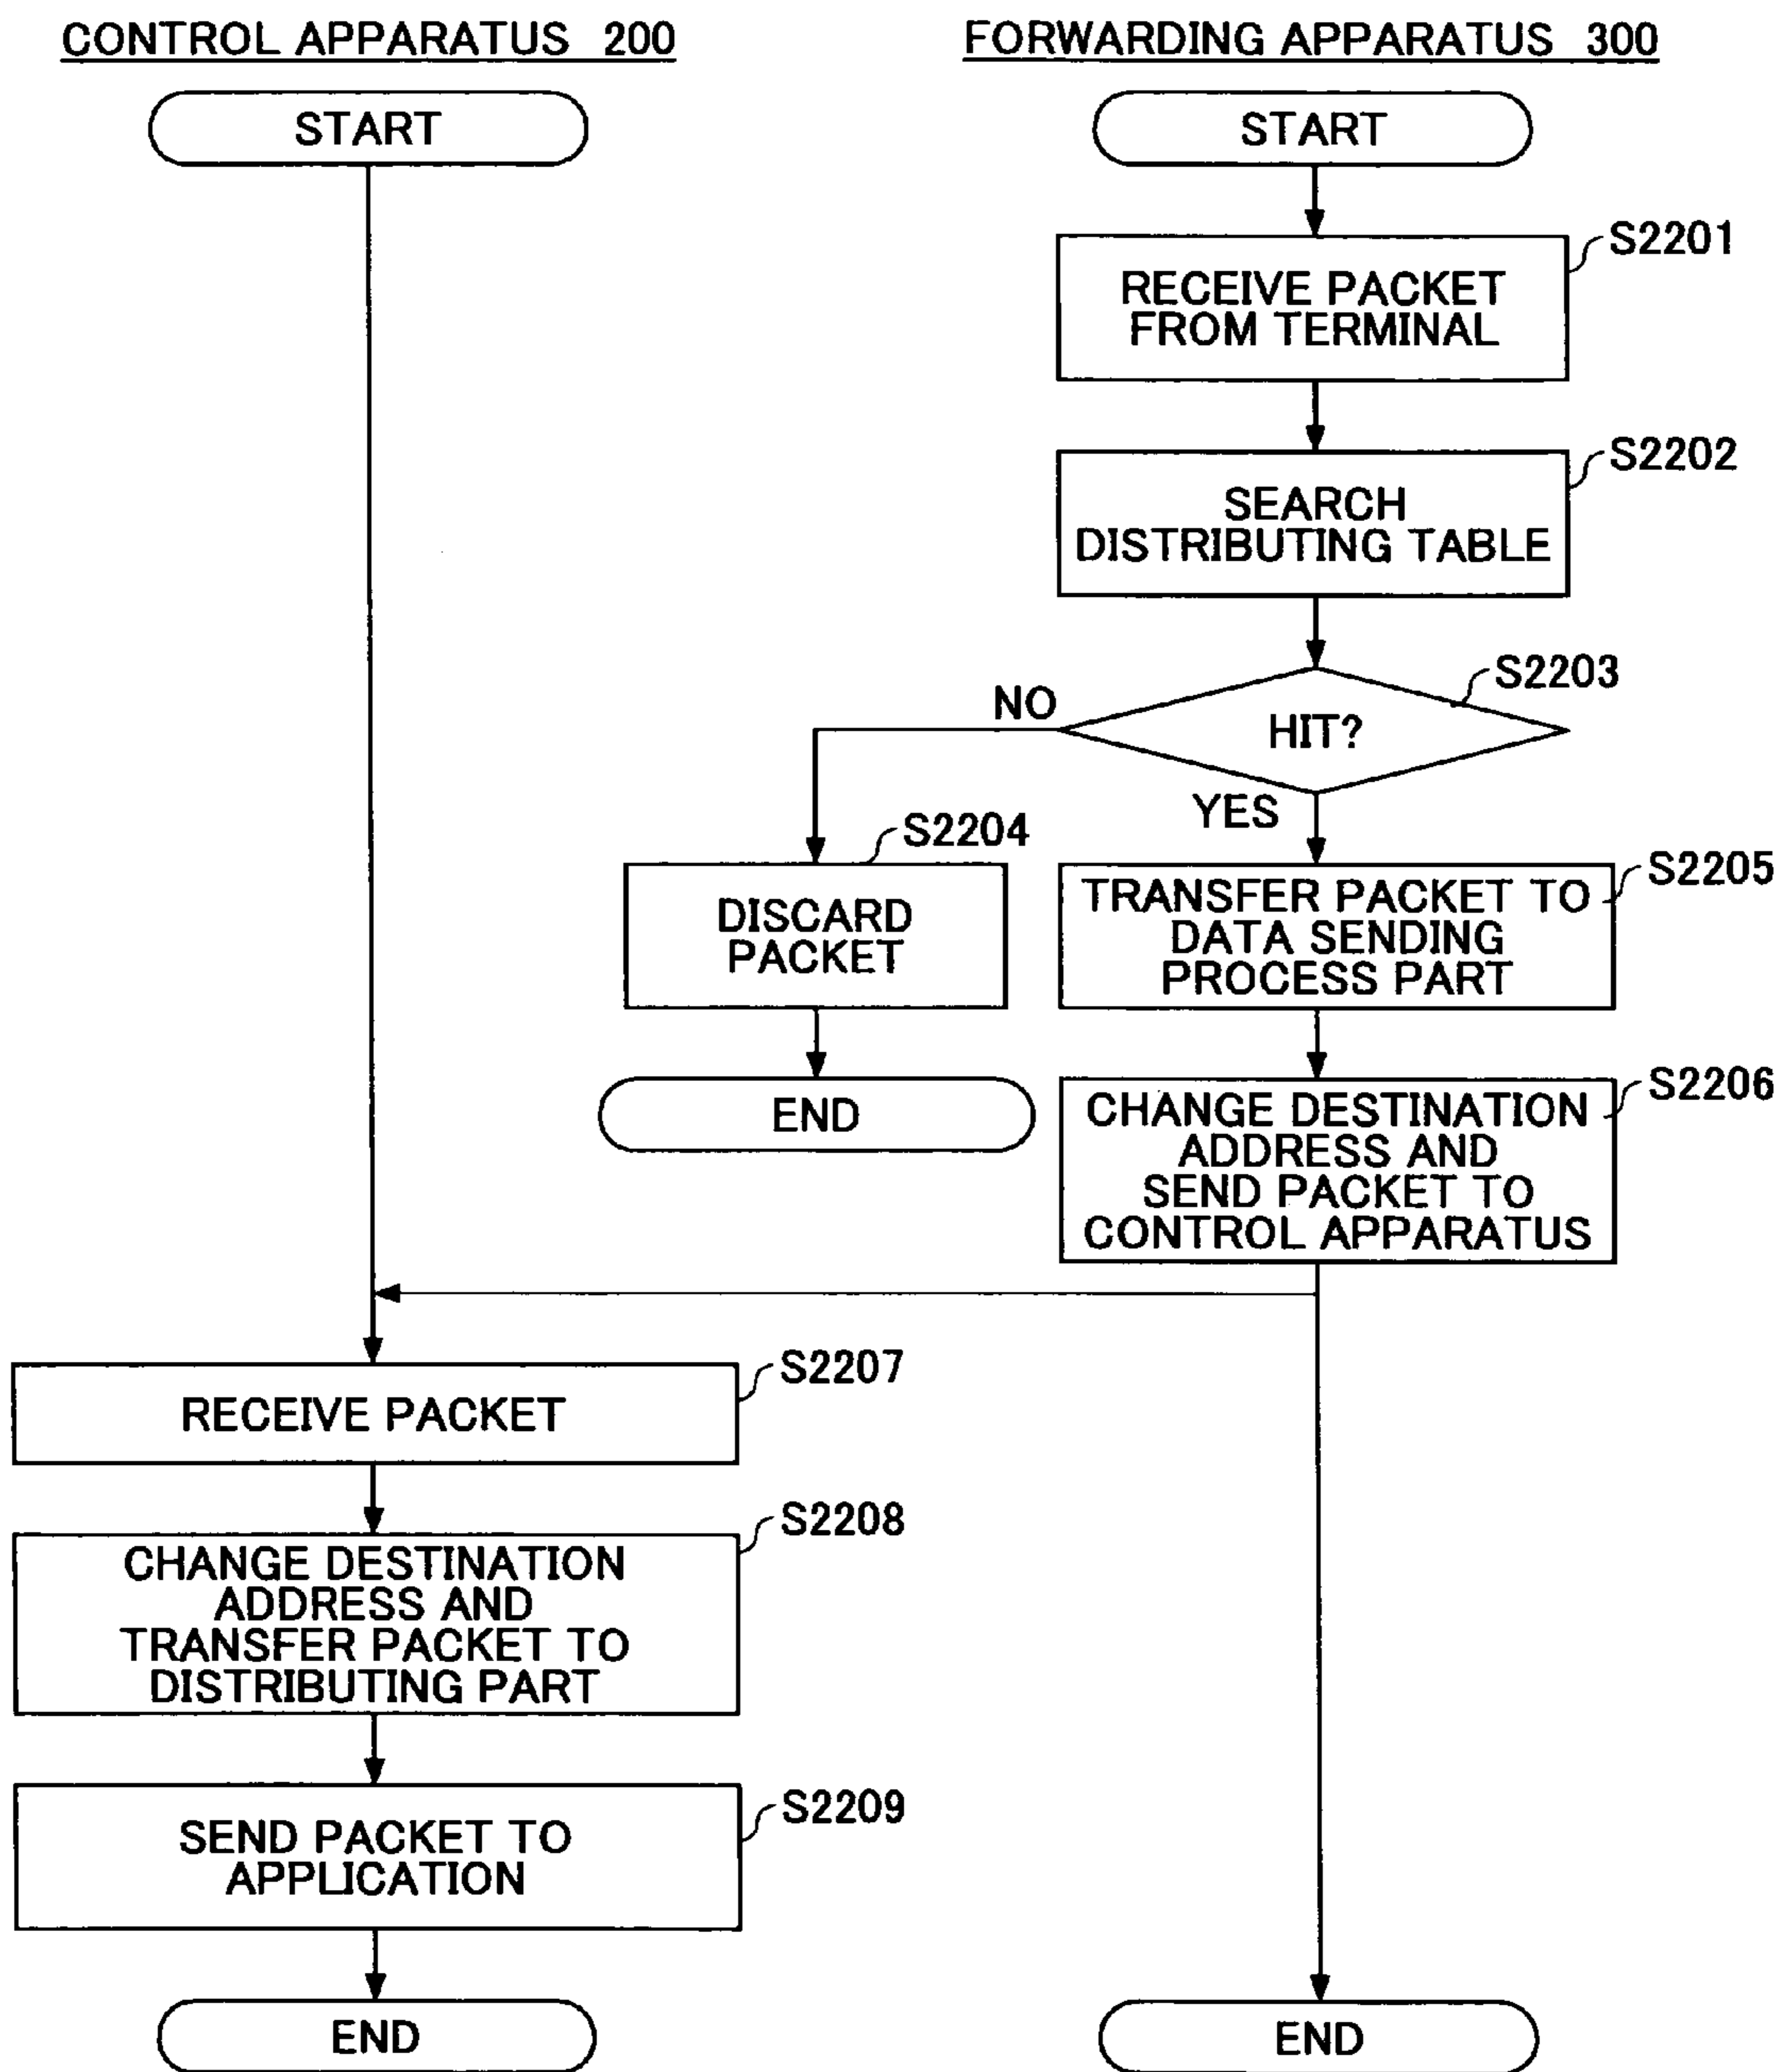 CONTROL APPARATUS 200
FORWARDING APPARATUS 300
START
START
S2201
RECEIVE PACKET
FROM TERMINAL
S2202
SEARCH
DISTRIBUTING TABLE
S2203
HIT?
NO
YES
S2204
DISCARD
PACKET
END
S2205
TRANSFER PACKET TO
DATA SENDING
PROCESS PART
S2206
CHANGE DESTINATION
ADDRESS AND
SEND PACKET TO
CONTROL APPARATUS
S2207
RECEIVE PACKET
S2208
CHANGE DESTINATION
ADDRESS AND
TRANSFER PACKET TO
DISTRIBUTING PART
S2209
SEND PACKET TO
APPLICATION
END
END